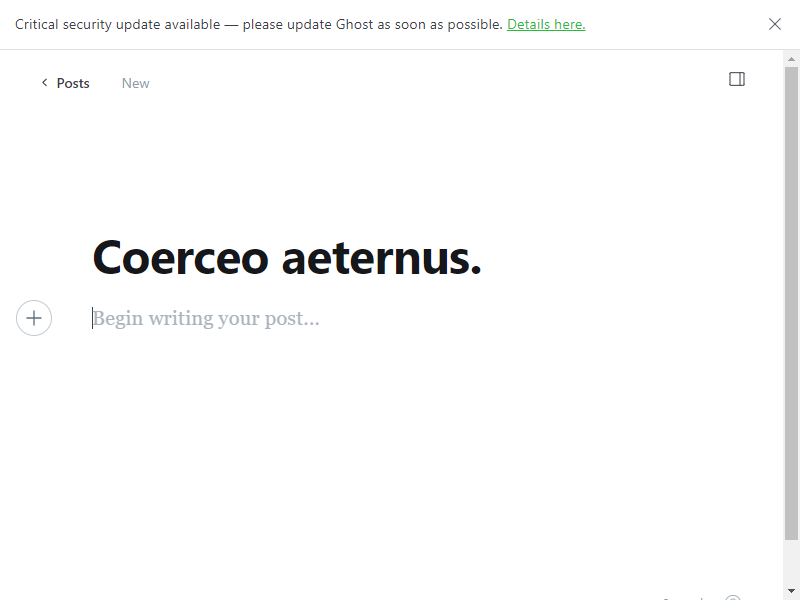 Critical security update available — please update Ghost as soon as possible. Details here.
Posts
New
Coerceo aeternus.
Begin writing your post...